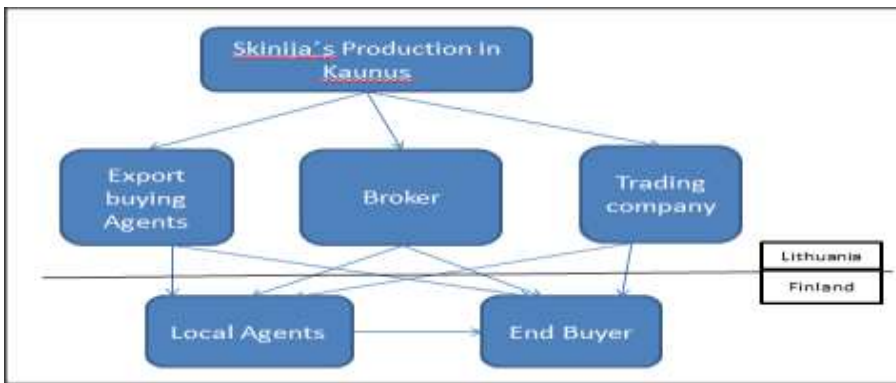 Skinija´s Production in
Kaunus
Export
buying
Agents
Broker
Trading
company
Lithuania
Finland
Local Agents
End Buyer